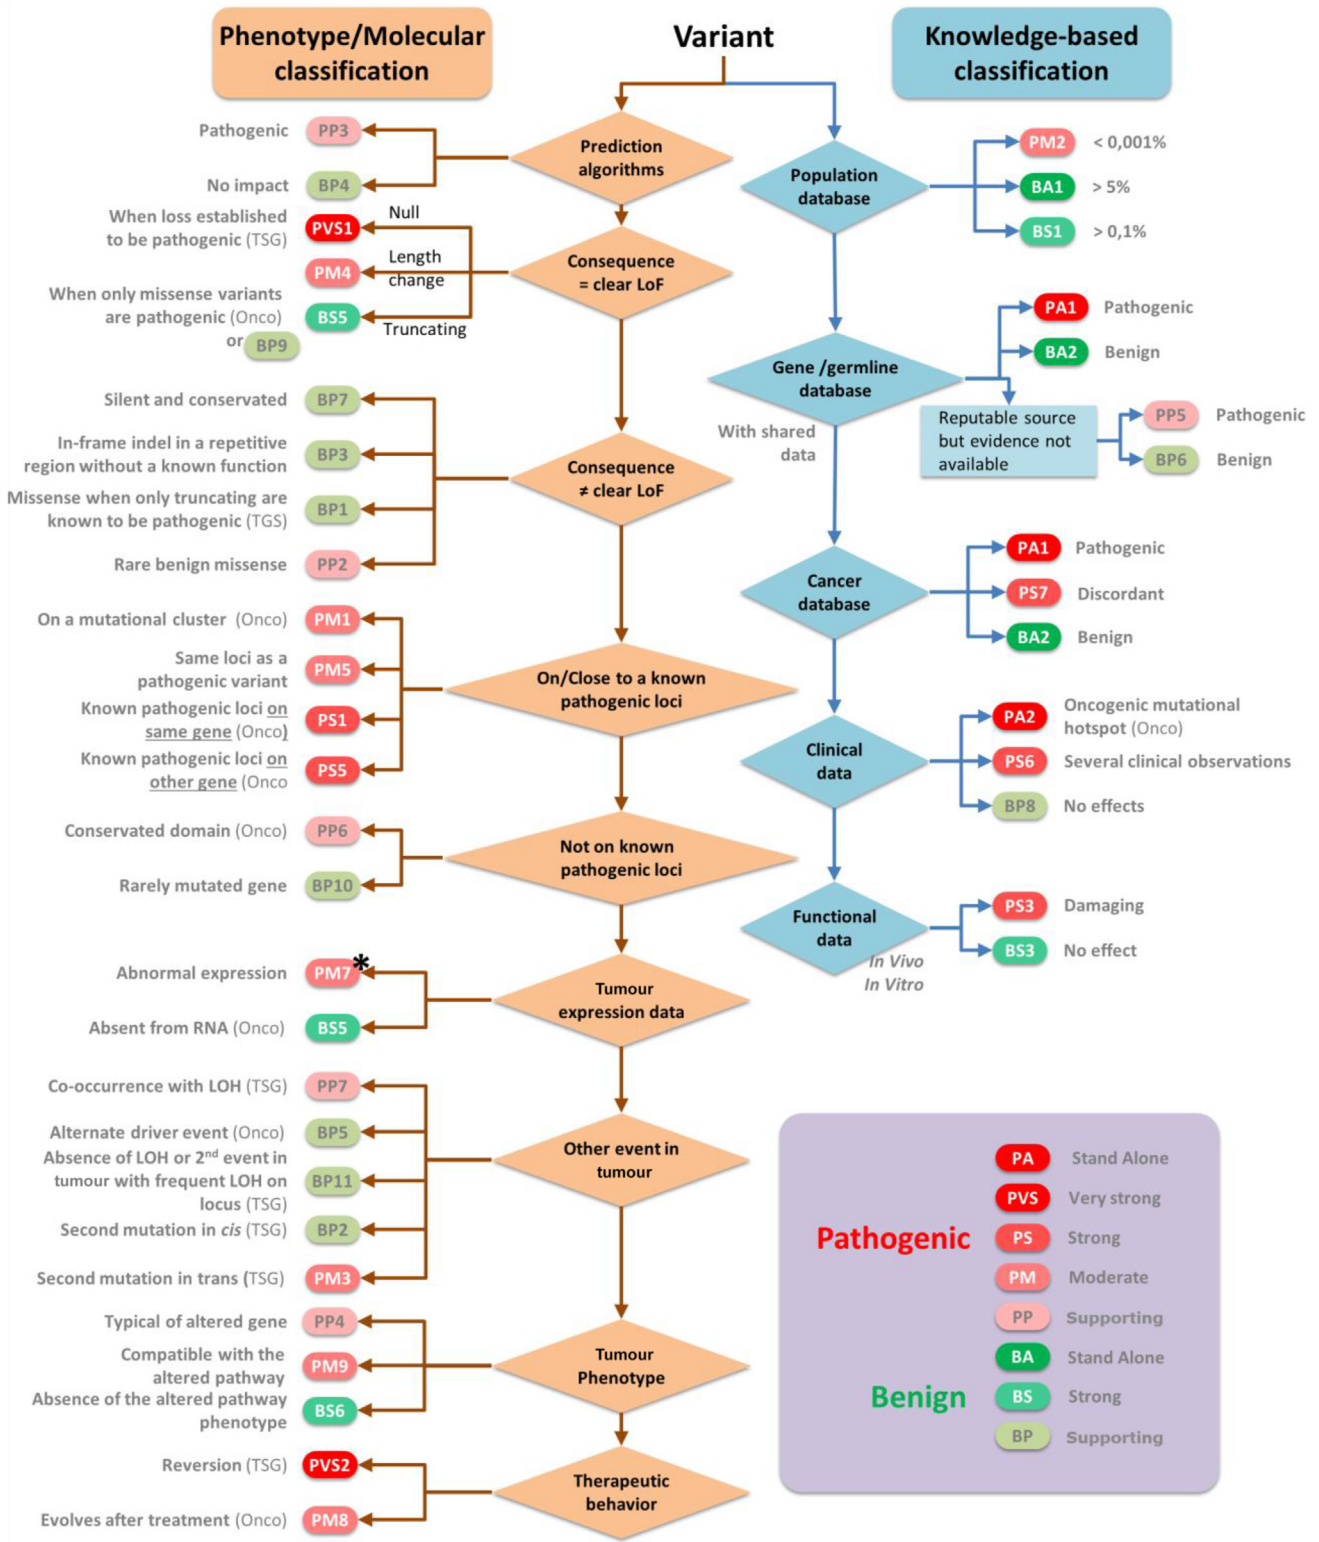 Phenotype/Molecular
classification
Variant
Knowledge-based
classification
Pathogenic
PP3
No impact
BP4
Prediction
algorithms
When loss established
to be pathogenic (TSG)
PVS1
Null
PM4
Length
change
When only missense variants
are pathogenic (Onco)
or
BP9
BS5
Truncating
Consequence
= clear LoF
Silent and conservated
BP7
In-frame indel in a repetitive
region without a known function
BP3
Missense when only truncating are
known to be pathogenic (TGS)
BP1
Rare benign missense
PP2
Consequence
≠ clear LoF
On a mutational cluster (Onco)
PM1
Same loci as a
pathogenic variant
PM5
Known pathogenic loci on
same gene (Onco)
PS1
Known pathogenic loci on
other gene (Onco
PS5
On/Close to a known
pathogenic loci
Conservated domain (Onco)
PP6
Rarely mutated gene
BP10
Not on known
pathogenic loci
Abnormal expression
PM7
*
Absent from RNA (Onco)
BS5
Tumour
expression data
Co-occurrence with LOH (TSG)
PP7
Alternate driver event (Onco)
BP5
Absence of LOH or 2nd event in
tumour with frequent LOH on
locus (TSG)
BP11
Second mutation in cis (TSG)
BP2
Second mutation in trans (TSG)
PM3
Other event in
tumour
Typical of altered gene
PP4
Compatible with the
altered pathway
PM9
Absence of the altered pathway
phenotype
BS6
Tumour
Phenotype
Reversion (TSG)
PVS2
Evolves after treatment (Onco)
PM8
Therapeutic
behavior
Population
database
PM2
< 0,001%
BA1
> 5%
BS1
> 0,1%
Gene /germline
database
With shared
data
PA1
Pathogenic
BA2
Benign
Reputable source
but evidence not
available
PP5
Pathogenic
BP6
Benign
Cancer
database
PA1
Pathogenic
PS7
Discordant
BA2
Benign
Clinical
data
PA2
Oncogenic mutational
hotspot (Onco)
PS6
Several clinical observations
BP8
No effects
Functional
data
In Vivo
In Vitro
PS3
Damaging
BS3
No effect
Pathogenic
PA
Stand Alone
PVS
Very strong
PS
Strong
PM
Moderate
PP
Supporting
Benign
BA
Stand Alone
BS
Strong
BP
Supporting